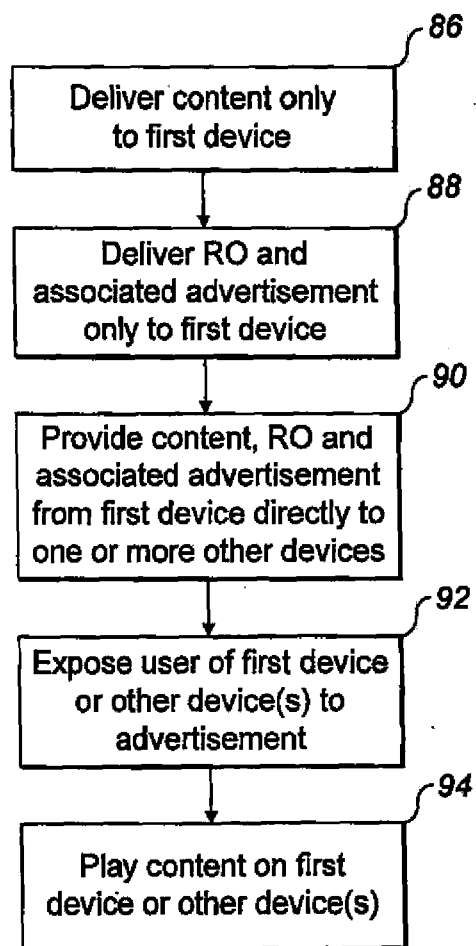 86
Deliver content only
to first device
88
Deliver RO and
associated advertisement
only to first device
90
Provide content, RO and
associated advertisement
from first device directly to
one or more other devices
92
Expose user of first device
or other device(s) to
advertisement
94
Play content on first
device or other device(s)